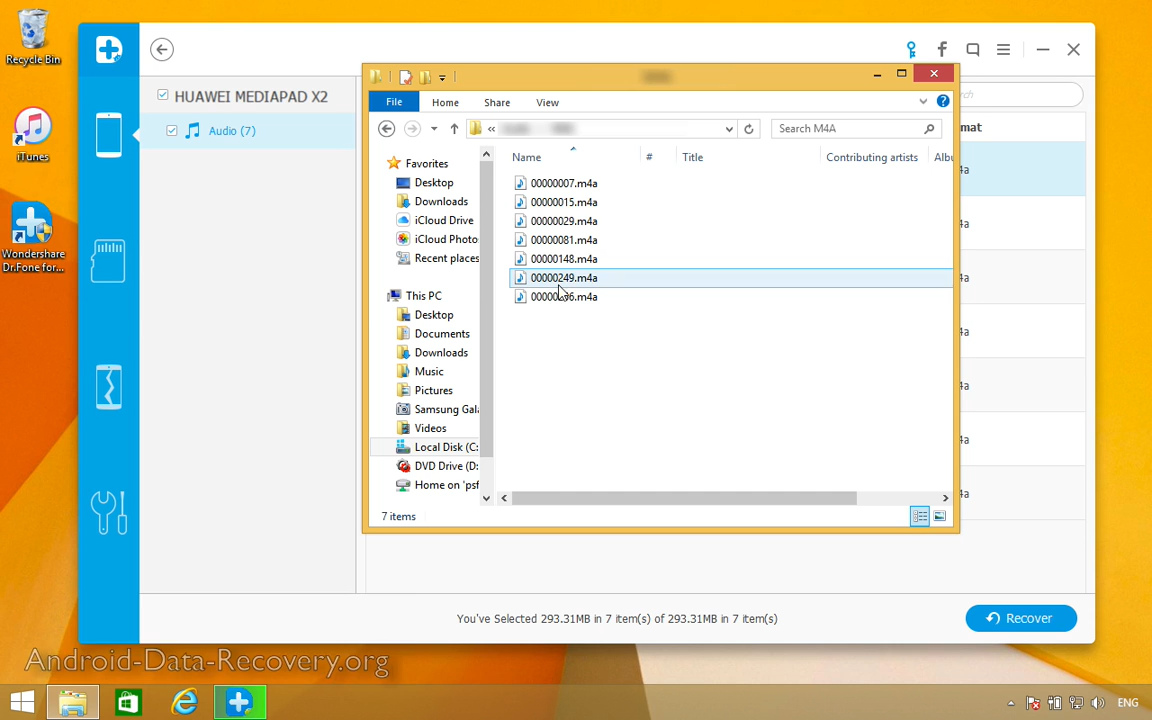 Recycle Bin
iTunes
Wondershare
Dr.Fone for...
HUAWEI MEDIAPAD X2
Audio (7)
File
Home
Share
View
«
Search M4A
Favorites
Desktop
Downloads
iCloud Drive
iCloud Photo
Recent places
This PC
Desktop
Documents
Downloads
Music
Pictures
Samsung Gal
Videos
Local Disk (C:
DVD Drive (D:
Home on 'psf
Name
#
Title
Contributing artists
Albu
00000007.m4a
00000015.m4a
00000029.m4a
00000081.m4a
00000148.m4a
00000249.m4a
7 items
rch
mat
a
a
a
a
a
a
a
You've Selected 293.31MB in 7 item(s) of 293.31MB in 7 item(s)
Recover
Android-Data-Recovery.org
ENG